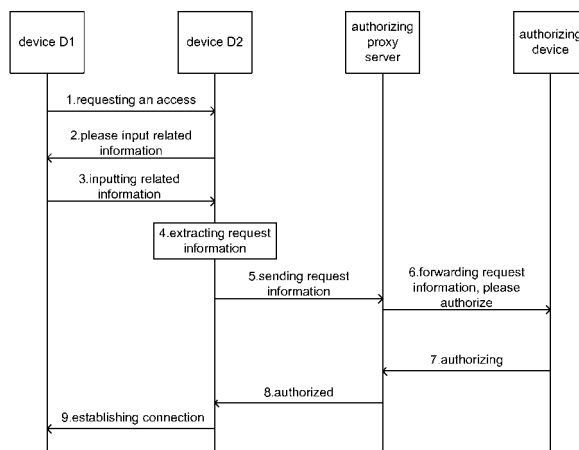 device D1
device D2
authorizing
proxy
server
authorizing
device
1.requesting an access
2.please input related
information
3.inputting related
information
4.extracting request
information
5.sending request
information
6.forwarding request
information, please
authorize
7.authorizing
8.authorized
9.establishing connection